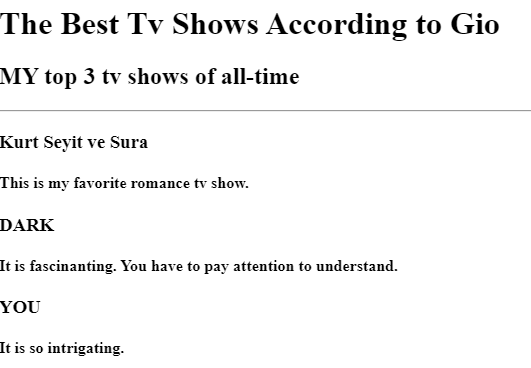 The Best Tv Shows According to Gio
MY top 3 tv shows of all-time
Kurt Seyit ve Sura
This is my favorite romance tv show.
DARK
It is fascinanting. You have to pay attention to understand.
YOU
It is so intrigating.